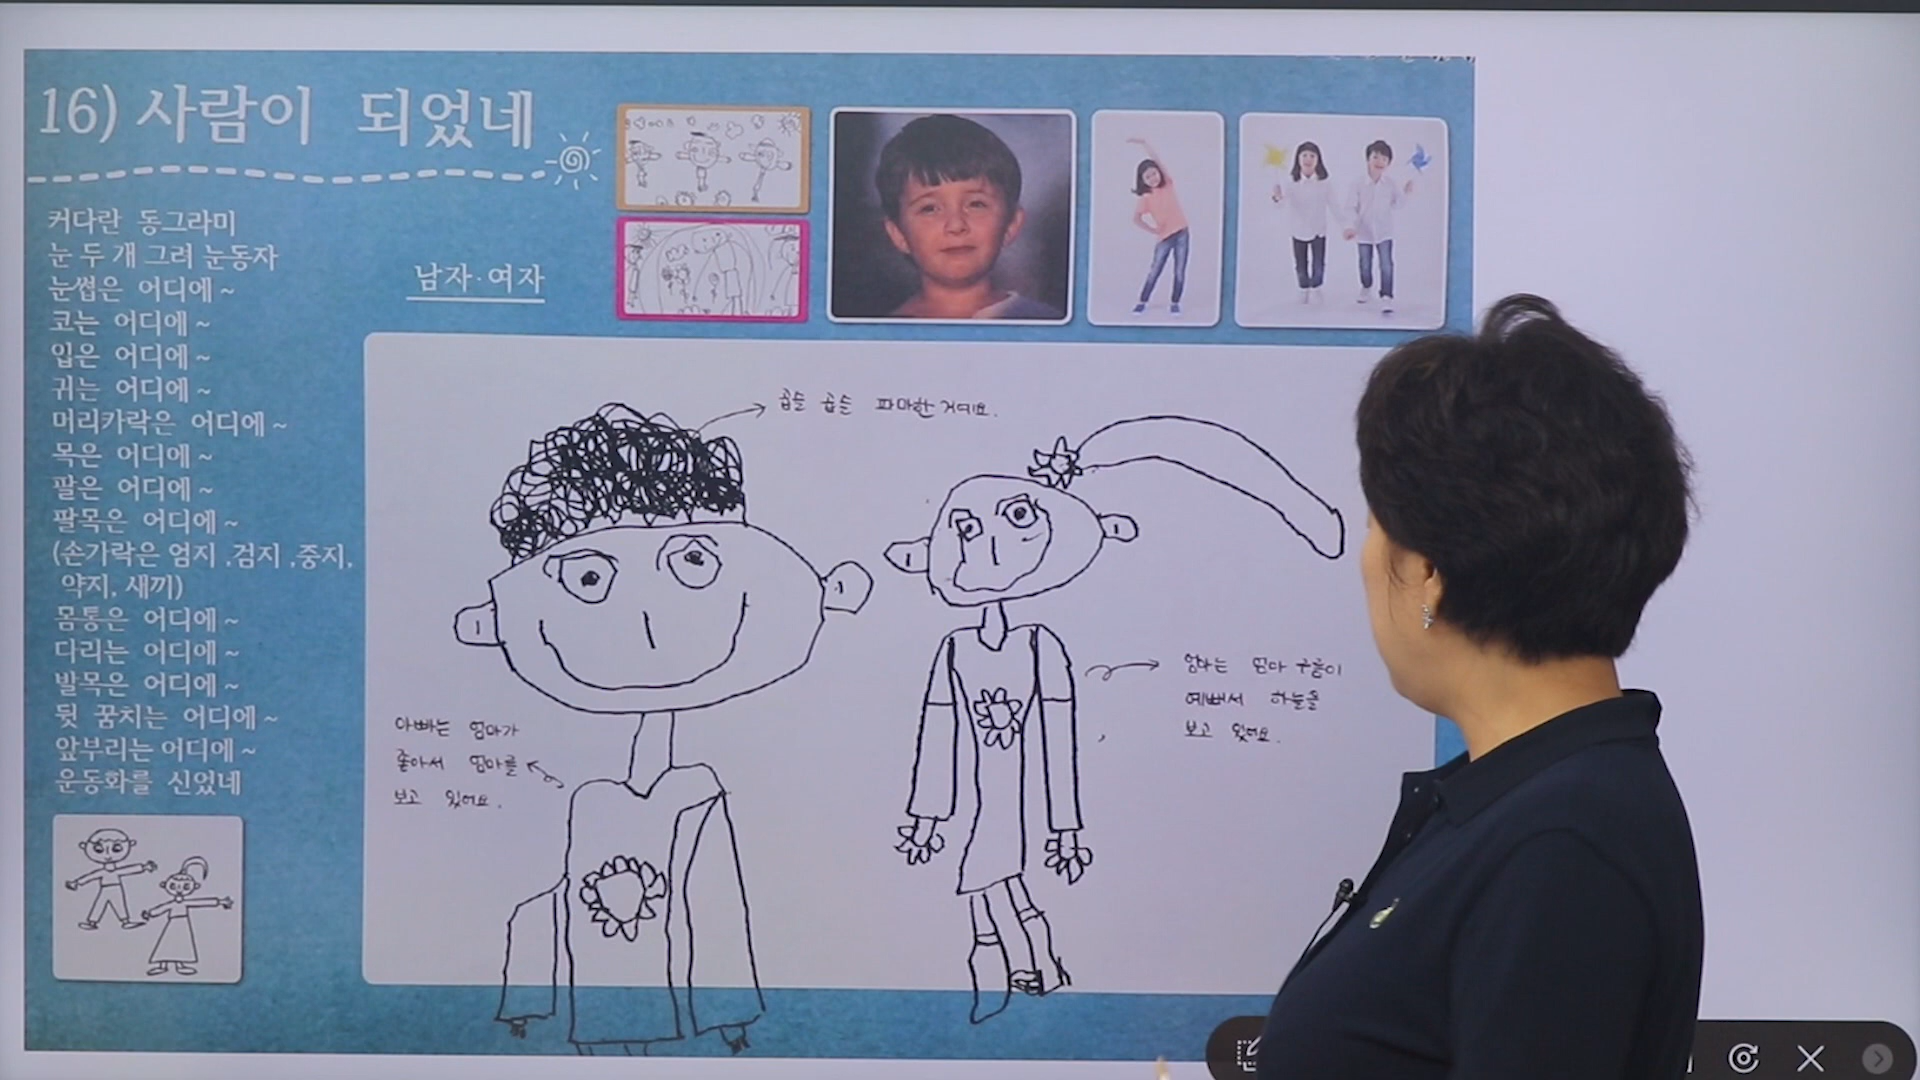 16) 사람이 되었네
커다란 동그라미
눈 두 개 그려 눈동자
눈썹은 어디에 ~
코는 어디에 ~
입은 어디에 ~
귀는 어디에 ~
머리카락은 어디에 ~
목은 어디에 ~
팔은 어디에 ~
팔목은 어디에 ~
(손가락은 엄지 ,검지 ,중지,
약지, 새끼)
몸통은 어디에 ~
다리는 어디에 ~
발목은 어디에 ~
뒷 꿈치는 어디에 ~
앞부리는 어디에 ~
운동화를 신었네
남자·여자
곱슬 곱슬 파마한 거예요.
아빠는 엄마가
좋아서 엄마를
보고 있어요.
엄마는 엄마 구름이
예뻐서 하늘을
보고 있어요.